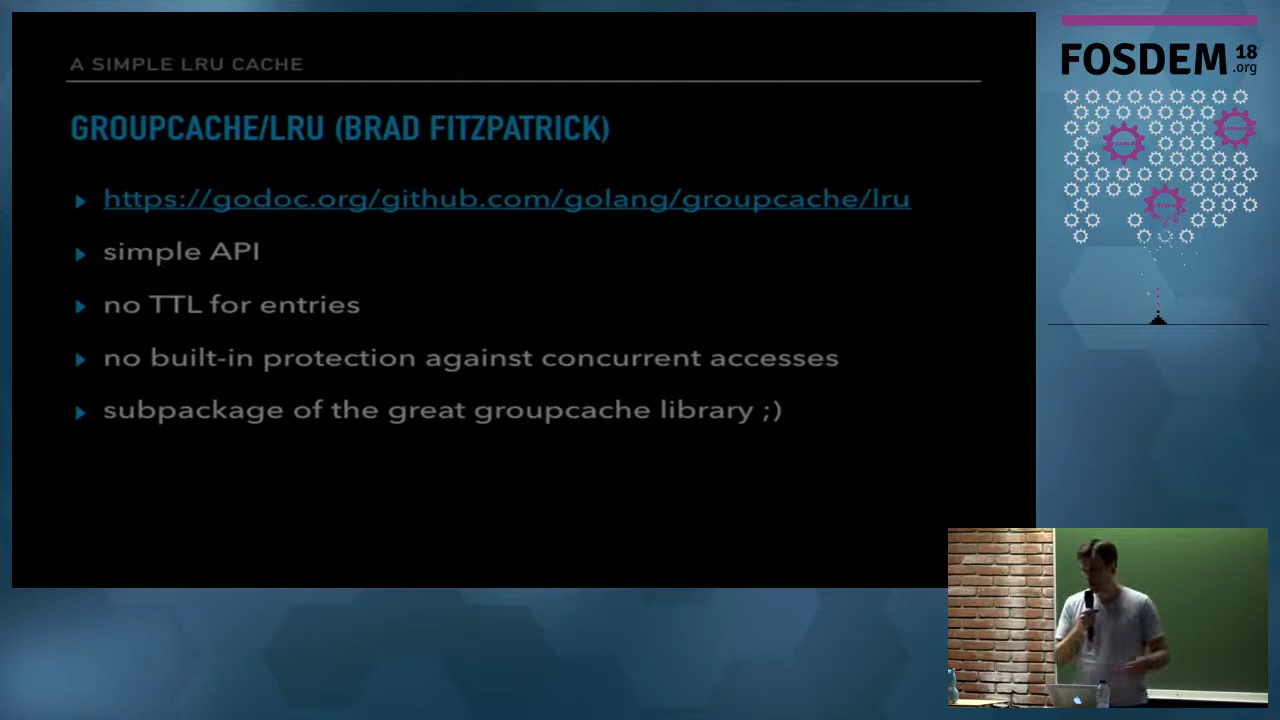 A SIMPLE LRU CACHE
GROUPCACHE/LRU (BRAD FITZPATRICK)
https://godoc.org/github.com/golang/groupcache/lru
simple API
no TTL for entries
no built-in protection against concurrent accesses
subpackage of the great groupcache library ;)
FOSDEM 18 .org